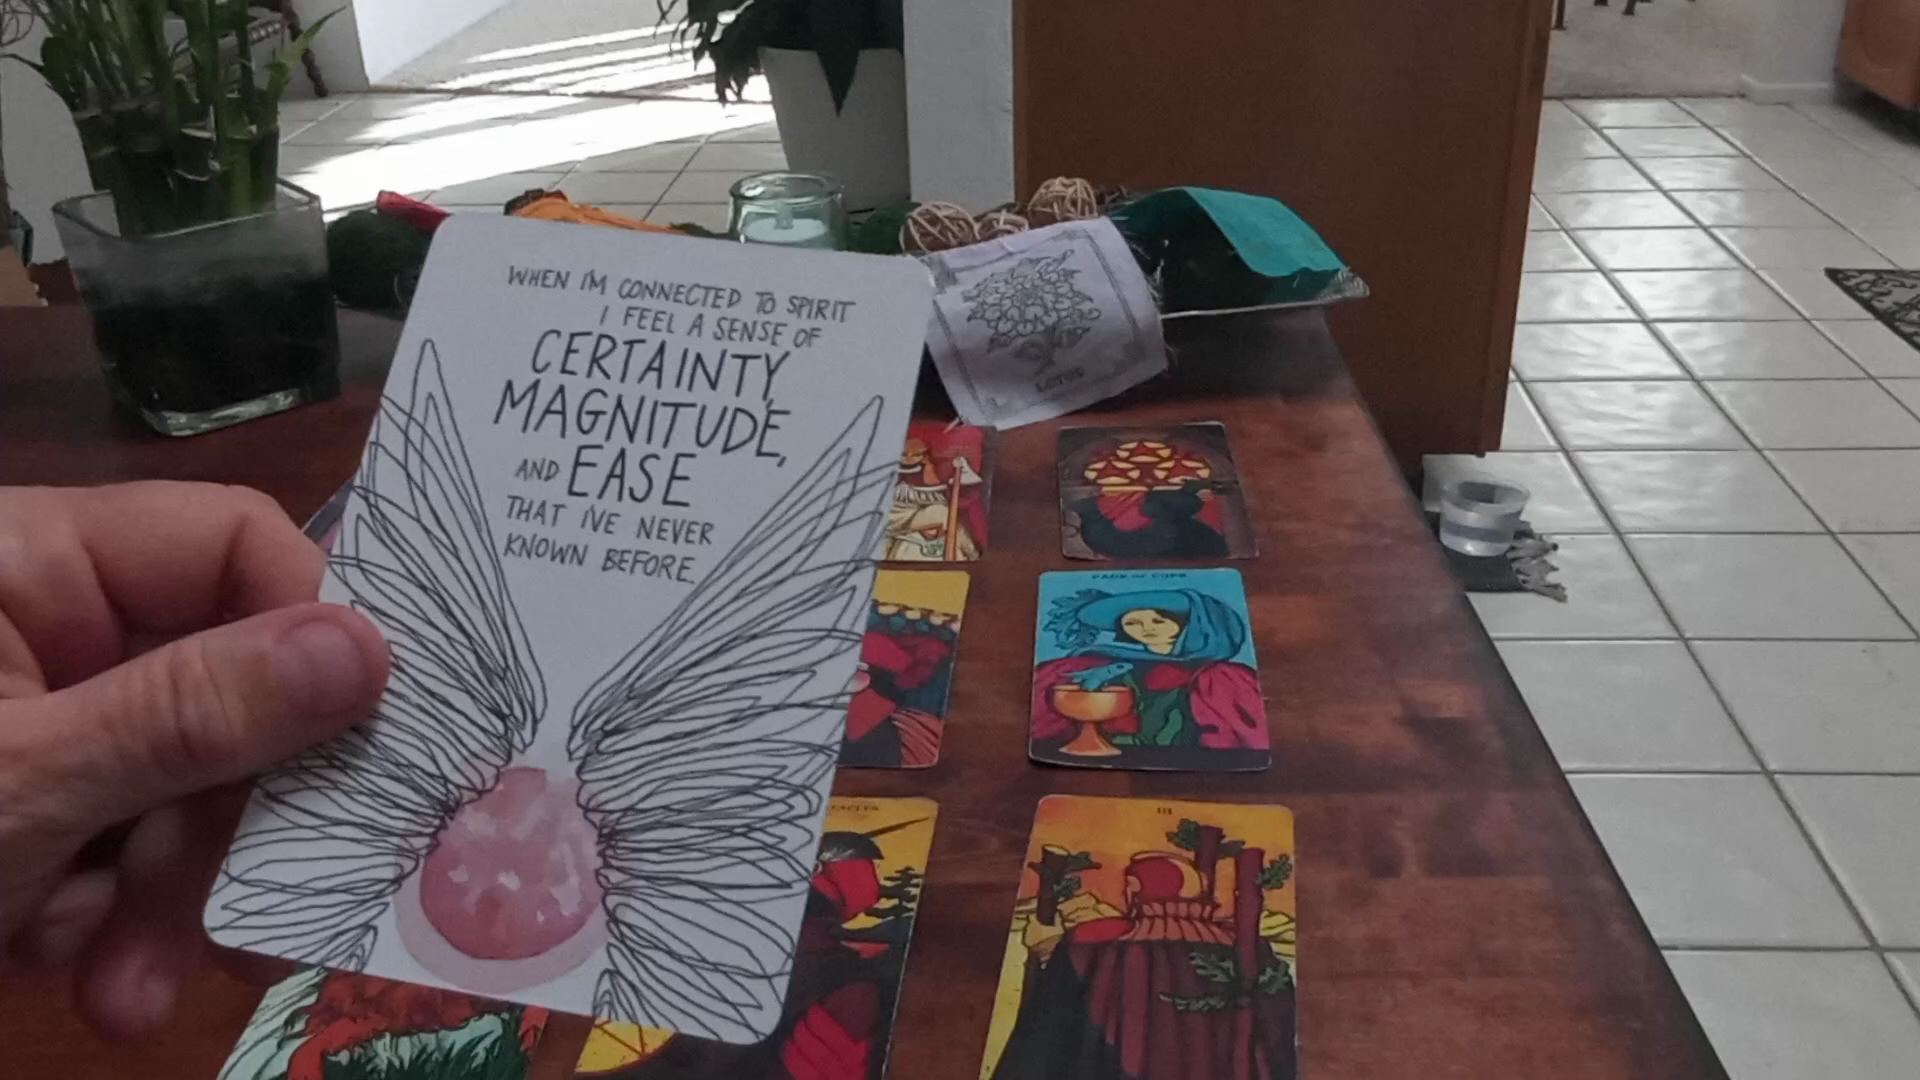 WHEN I'M CONNECTED TO SPIRIT
I FEEL A SENSE OF
CERTAINTY,
MAGNITUDE,
AND EASE
THAT I'VE NEVER
KNOWN BEFORE.
LOTUS
PAGE OF CUPS
III